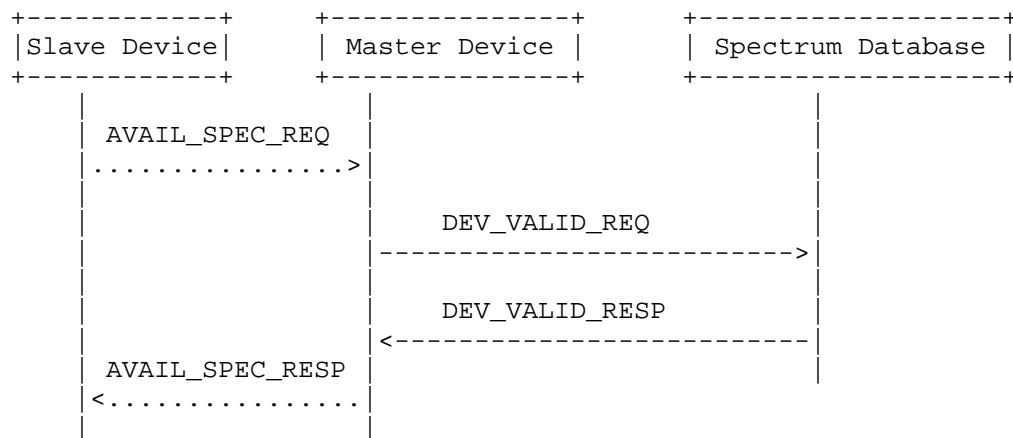 Slave Device Master Device Spectrum Database
AVAIL_SPEC_REQ
DEV_VALID_REQ
DEV_VALID_RESP
AVAIL_SPEC_RESP